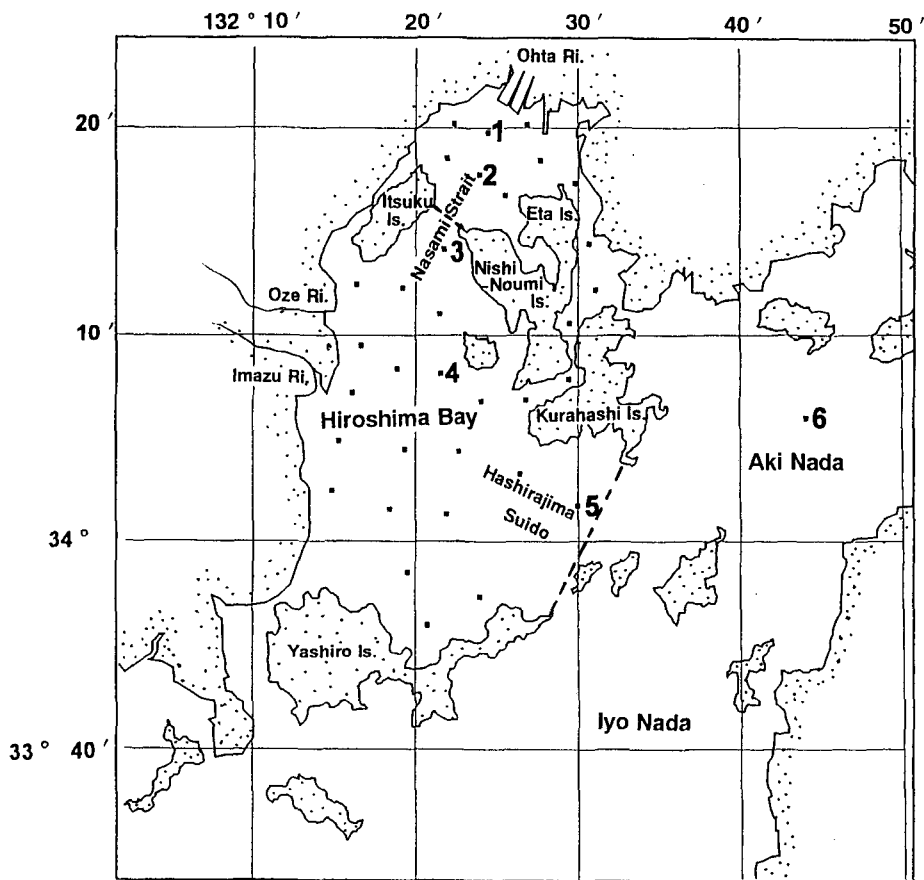 132 ° 10 ′ 20 ′ 30 ′ 40 ′ 50 ′
Ohta Ri.
20 ′
1
2
Itsuku
Is.
Nasami Strait
Eta Is.
3
Nishi
-Noumi
Is.
Oze Ri.
10 ′
Imazu Ri,
4
Hiroshima Bay
Kurahashi Is.
6
Aki Nada
Hashirajima
Suido
5
34 °
Yashiro Is.
Iyo Nada
33 ° 40 ′